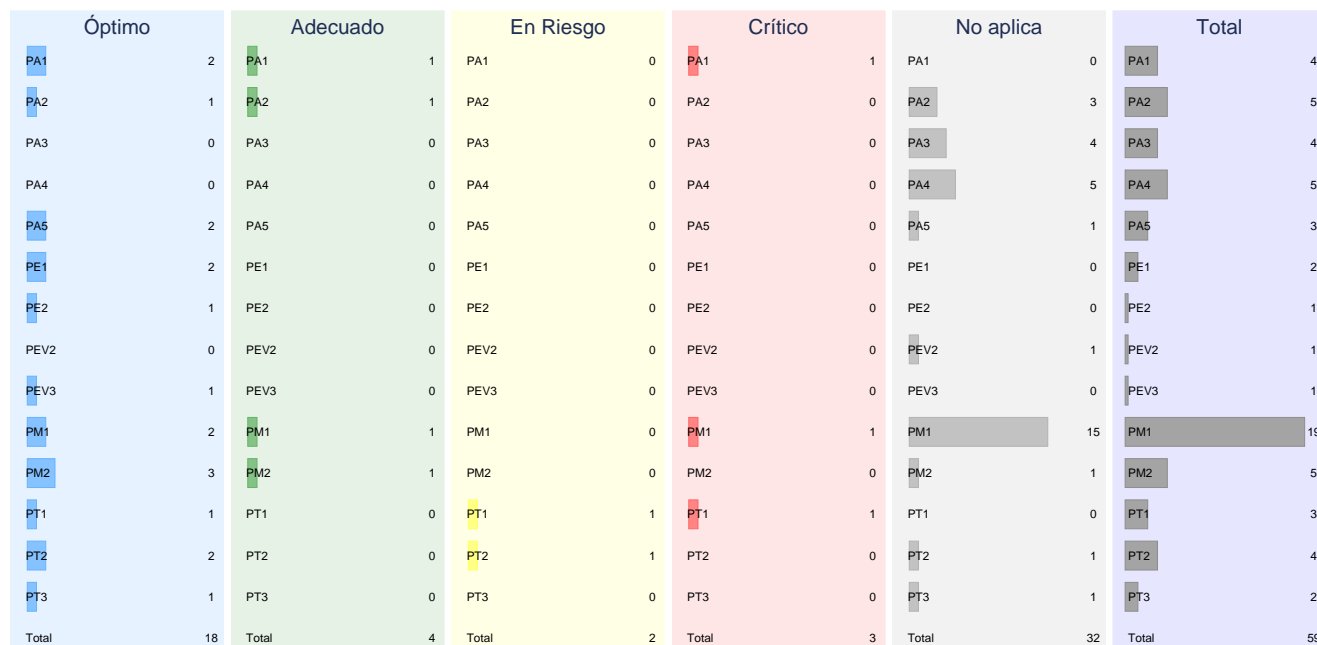 Óptimo Adecuado En Riesgo Crítico No aplica Total
PA1 2 PA1 1 PA1 0 PA1 1 PA1 0 PA1 4
PA2 1 PA2 1 PA2 0 PA2 0 PA2 3 PA2 5
PA3 0 PA3 0 PA3 0 PA3 0 PA3 4 PA3 4
PA4 0 PA4 0 PA4 0 PA4 0 PA4 5 PA4 5
PA5 2 PA5 0 PA5 0 PA5 0 PA5 1 PA5 3
PE1 2 PE1 0 PE1 0 PE1 0 PE1 0 PE1 2
PE2 1 PE2 0 PE2 0 PE2 0 PE2 0 PE2 1
PEV2 0 PEV2 0 PEV2 0 PEV2 0 PEV2 1 PEV2 1
PEV3 1 PEV3 0 PEV3 0 PEV3 0 PEV3 0 PEV3 1
PM1 2 PM1 1 PM1 0 PM1 1 PM1 15 PM1 19
PM2 3 PM2 1 PM2 0 PM2 0 PM2 1 PM2 5
PT1 1 PT1 0 PT1 1 PT1 1 PT1 0 PT1 3
PT2 2 PT2 0 PT2 1 PT2 0 PT2 1 PT2 4
PT3 1 PT3 0 PT3 0 PT3 0 PT3 1 PT3 2
Total 18 Total 4 Total 2 Total 3 Total 32 Total 59